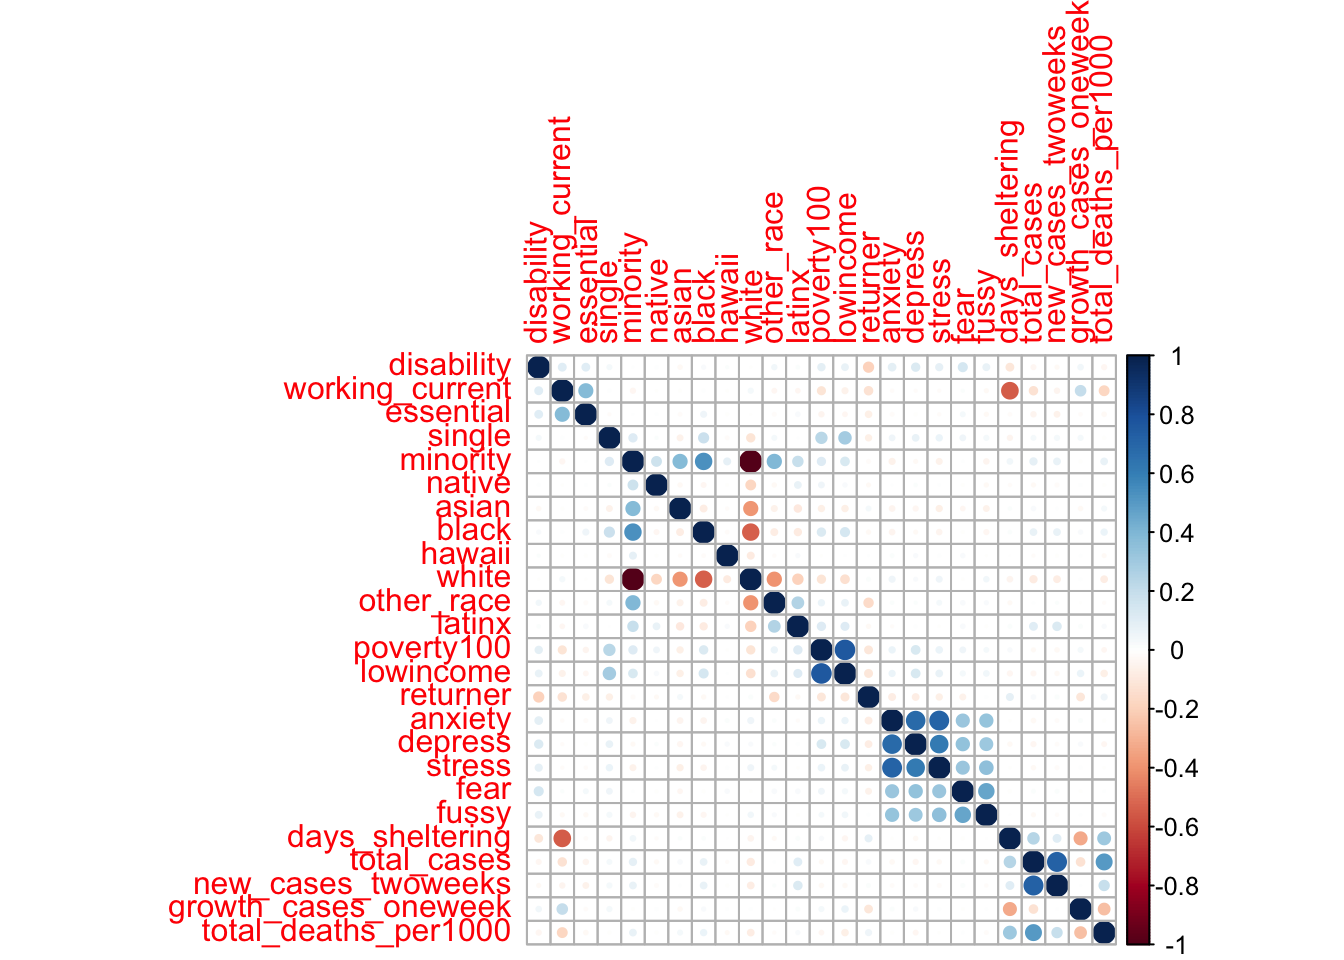 disability
working_current
essential
single
minority
native
asian
black
hawaii
white
other_race
latinx
poverty100
lowincome
returner
anxiety
depress
stress
fear
fussy
days_sheltering
total_cases
new_cases_twoweeks
growth_cases_oneweek
total_deaths_per1000
disability
working_current
essential
single
minority
native
asian
black
hawaii
white
other_race
latinx
poverty100
lowincome
returner
anxiety
depress
stress
fear
fussy
days_sheltering
total_cases
new_cases_twoweeks
growth_cases_oneweek
total_deaths_per1000
1
0.8
0.6
0.4
0.2
0
-0.2
-0.4
-0.6
-0.8
-1